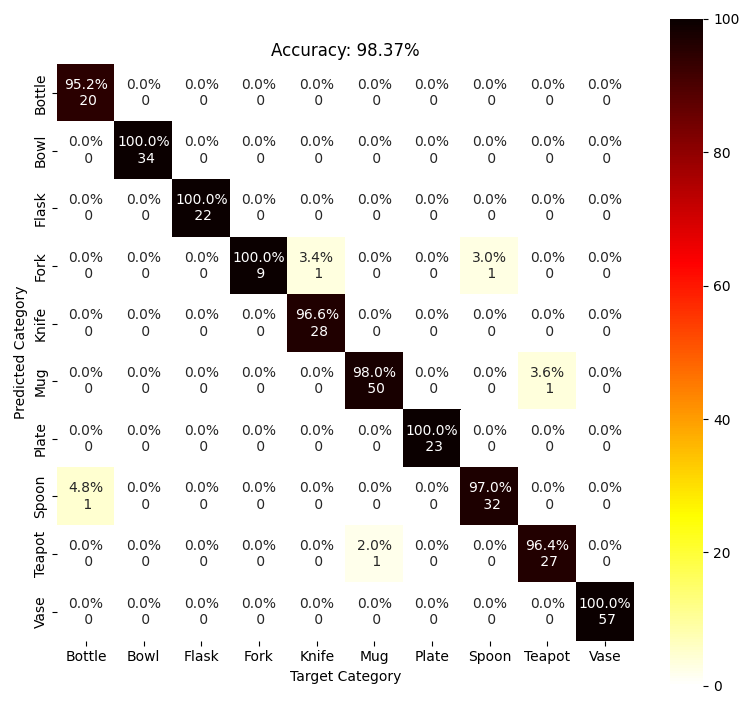 Accuracy: 98.37%
100
Bottle 95.2% 0.0% 0.0% 0.0% 0.0% 0.0% 0.0% 0.0% 0.0% 0.0%
20 0 0 0 0 0 0 0 0 0
Bowl 0.0% 100.0% 0.0% 0.0% 0.0% 0.0% 0.0% 0.0% 0.0% 0.0%
0 34 0 0 0 0 0 0 0 0
80
Flask 0.0% 0.0% 100.0% 0.0% 0.0% 0.0% 0.0% 0.0% 0.0% 0.0%
0 0 22 0 0 0 0 0 0 0
Fork 0.0% 0.0% 0.0% 100.0% 3.4% 0.0% 0.0% 3.0% 0.0% 0.0%
0 0 0 9 1 0 0 1 0 0
60
Predicted Category
Knife 0.0% 0.0% 0.0% 0.0% 96.6% 0.0% 0.0% 0.0% 0.0% 0.0%
0 0 0 0 28 0 0 0 0 0
Mug 0.0% 0.0% 0.0% 0.0% 0.0% 98.0% 0.0% 0.0% 3.6% 0.0%
0 0 0 0 0 50 0 0 1 0
40
Plate 0.0% 0.0% 0.0% 0.0% 0.0% 0.0% 100.0% 0.0% 0.0% 0.0%
0 0 0 0 0 0 23 0 0 0
Spoon 4.8% 0.0% 0.0% 0.0% 0.0% 0.0% 0.0% 97.0% 0.0% 0.0%
1 0 0 0 0 0 0 32 0 0
20
Teapot 0.0% 0.0% 0.0% 0.0% 0.0% 2.0% 0.0% 0.0% 96.4% 0.0%
0 0 0 0 0 1 0 0 27 0
Vase 0.0% 0.0% 0.0% 0.0% 0.0% 0.0% 0.0% 0.0% 0.0% 100.0%
0 0 0 0 0 0 0 0 0 57
0
Bottle Bowl Flask Fork Knife Mug Plate Spoon Teapot Vase
Target Category